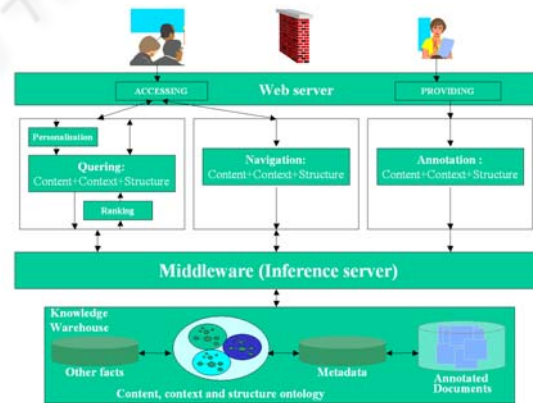 ACCESSING
Web server
PROVIDING
Personalization
Quering:
Content+Context+Structure
Ranking
Navigation:
Content+Context+Structure
Annotation :
Content+Context+Structure
Middleware (Inference server)
Knowledge
Warehouse
Other facts
Metadata
Annotated
Documents
Content, context and structure ontology